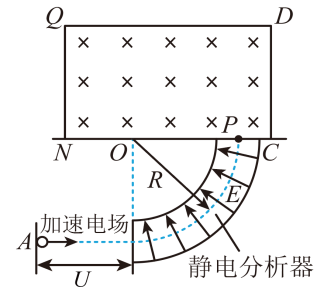 Q D
× × × × ×
× × × × ×
× × × × ×
N O P C
R E
A 加速电场
U 静电分析器